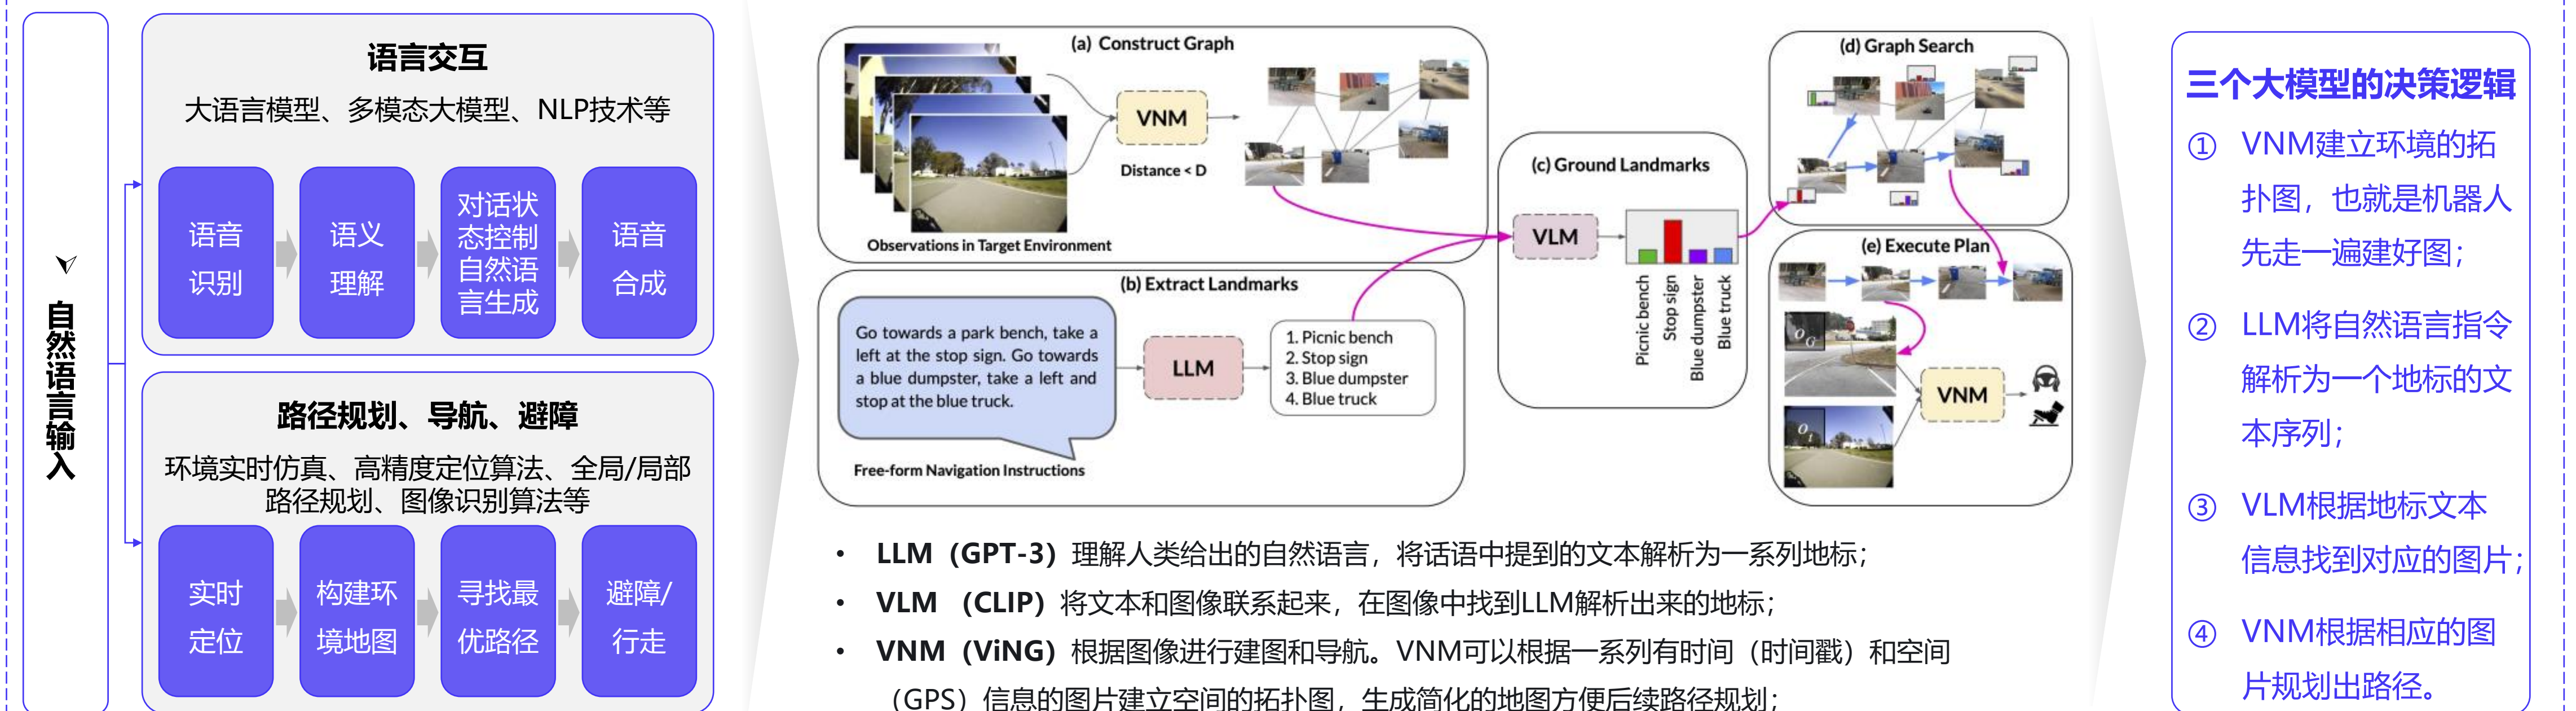 自然语言输入
语言交互
大语言模型、多模态大模型、NLP技术等
语音
识别
语义
理解
对话状
态控制
自然语
言生成
语音
合成
路径规划、导航、避障
环境实时仿真、高精度定位算法、全局/局部
路径规划、图像识别算法等
实时
定位
构建环
境地图
寻找最
优路径
避障/
行走
(a) Construct Graph
VNM
Distance < D
Observations in Target Environment
(b) Extract Landmarks
Go towards a park bench, take a
left at the stop sign. Go towards
a blue dumpster, take a left and
stop at the blue truck.
LLM
1. Picnic bench
2. Stop sign
3. Blue dumpster
4. Blue truck
Free-form Navigation Instructions
(c) Ground Landmarks
VLM
Picnic bench
Stop sign
Blue dumpster
Blue truck
(d) Graph Search
(e) Execute Plan
OG
O1
VNM
• LLM（GPT-3）理解人类给出的自然语言，将话语中提到的文本解析为一系列地标；
• VLM （CLIP）将文本和图像联系起来，在图像中找到LLM解析出来的地标；
• VNM（ViNG）根据图像进行建图和导航。VNM可以根据一系列有时间（时间戳）和空间
（GPS）信息的图片建立空间的拓扑图，生成简化的地图方便后续路径规划；
三个大模型的决策逻辑
① VNM建立环境的拓
扑图，也就是机器人
先走一遍建好图；
② LLM将自然语言指令
解析为一个地标的文
本序列；
③ VLM根据地标文本
信息找到对应的图片；
④ VNM根据相应的图
片规划出路径。